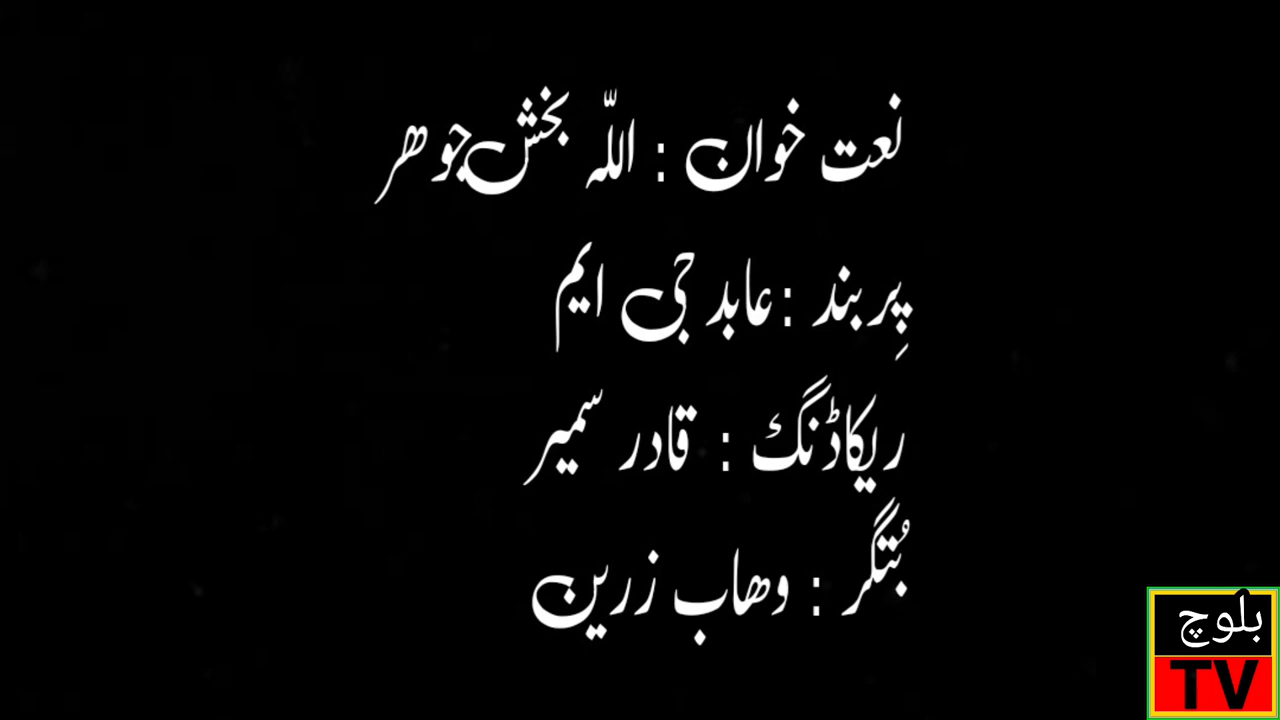 نعت خوان : اللّٰہ بخش جوھر
پِربند : عابد جی ایم
ریکاڈنگ : قادر سمیر
بُتگر : وھاب زرین
بلوچ
TV